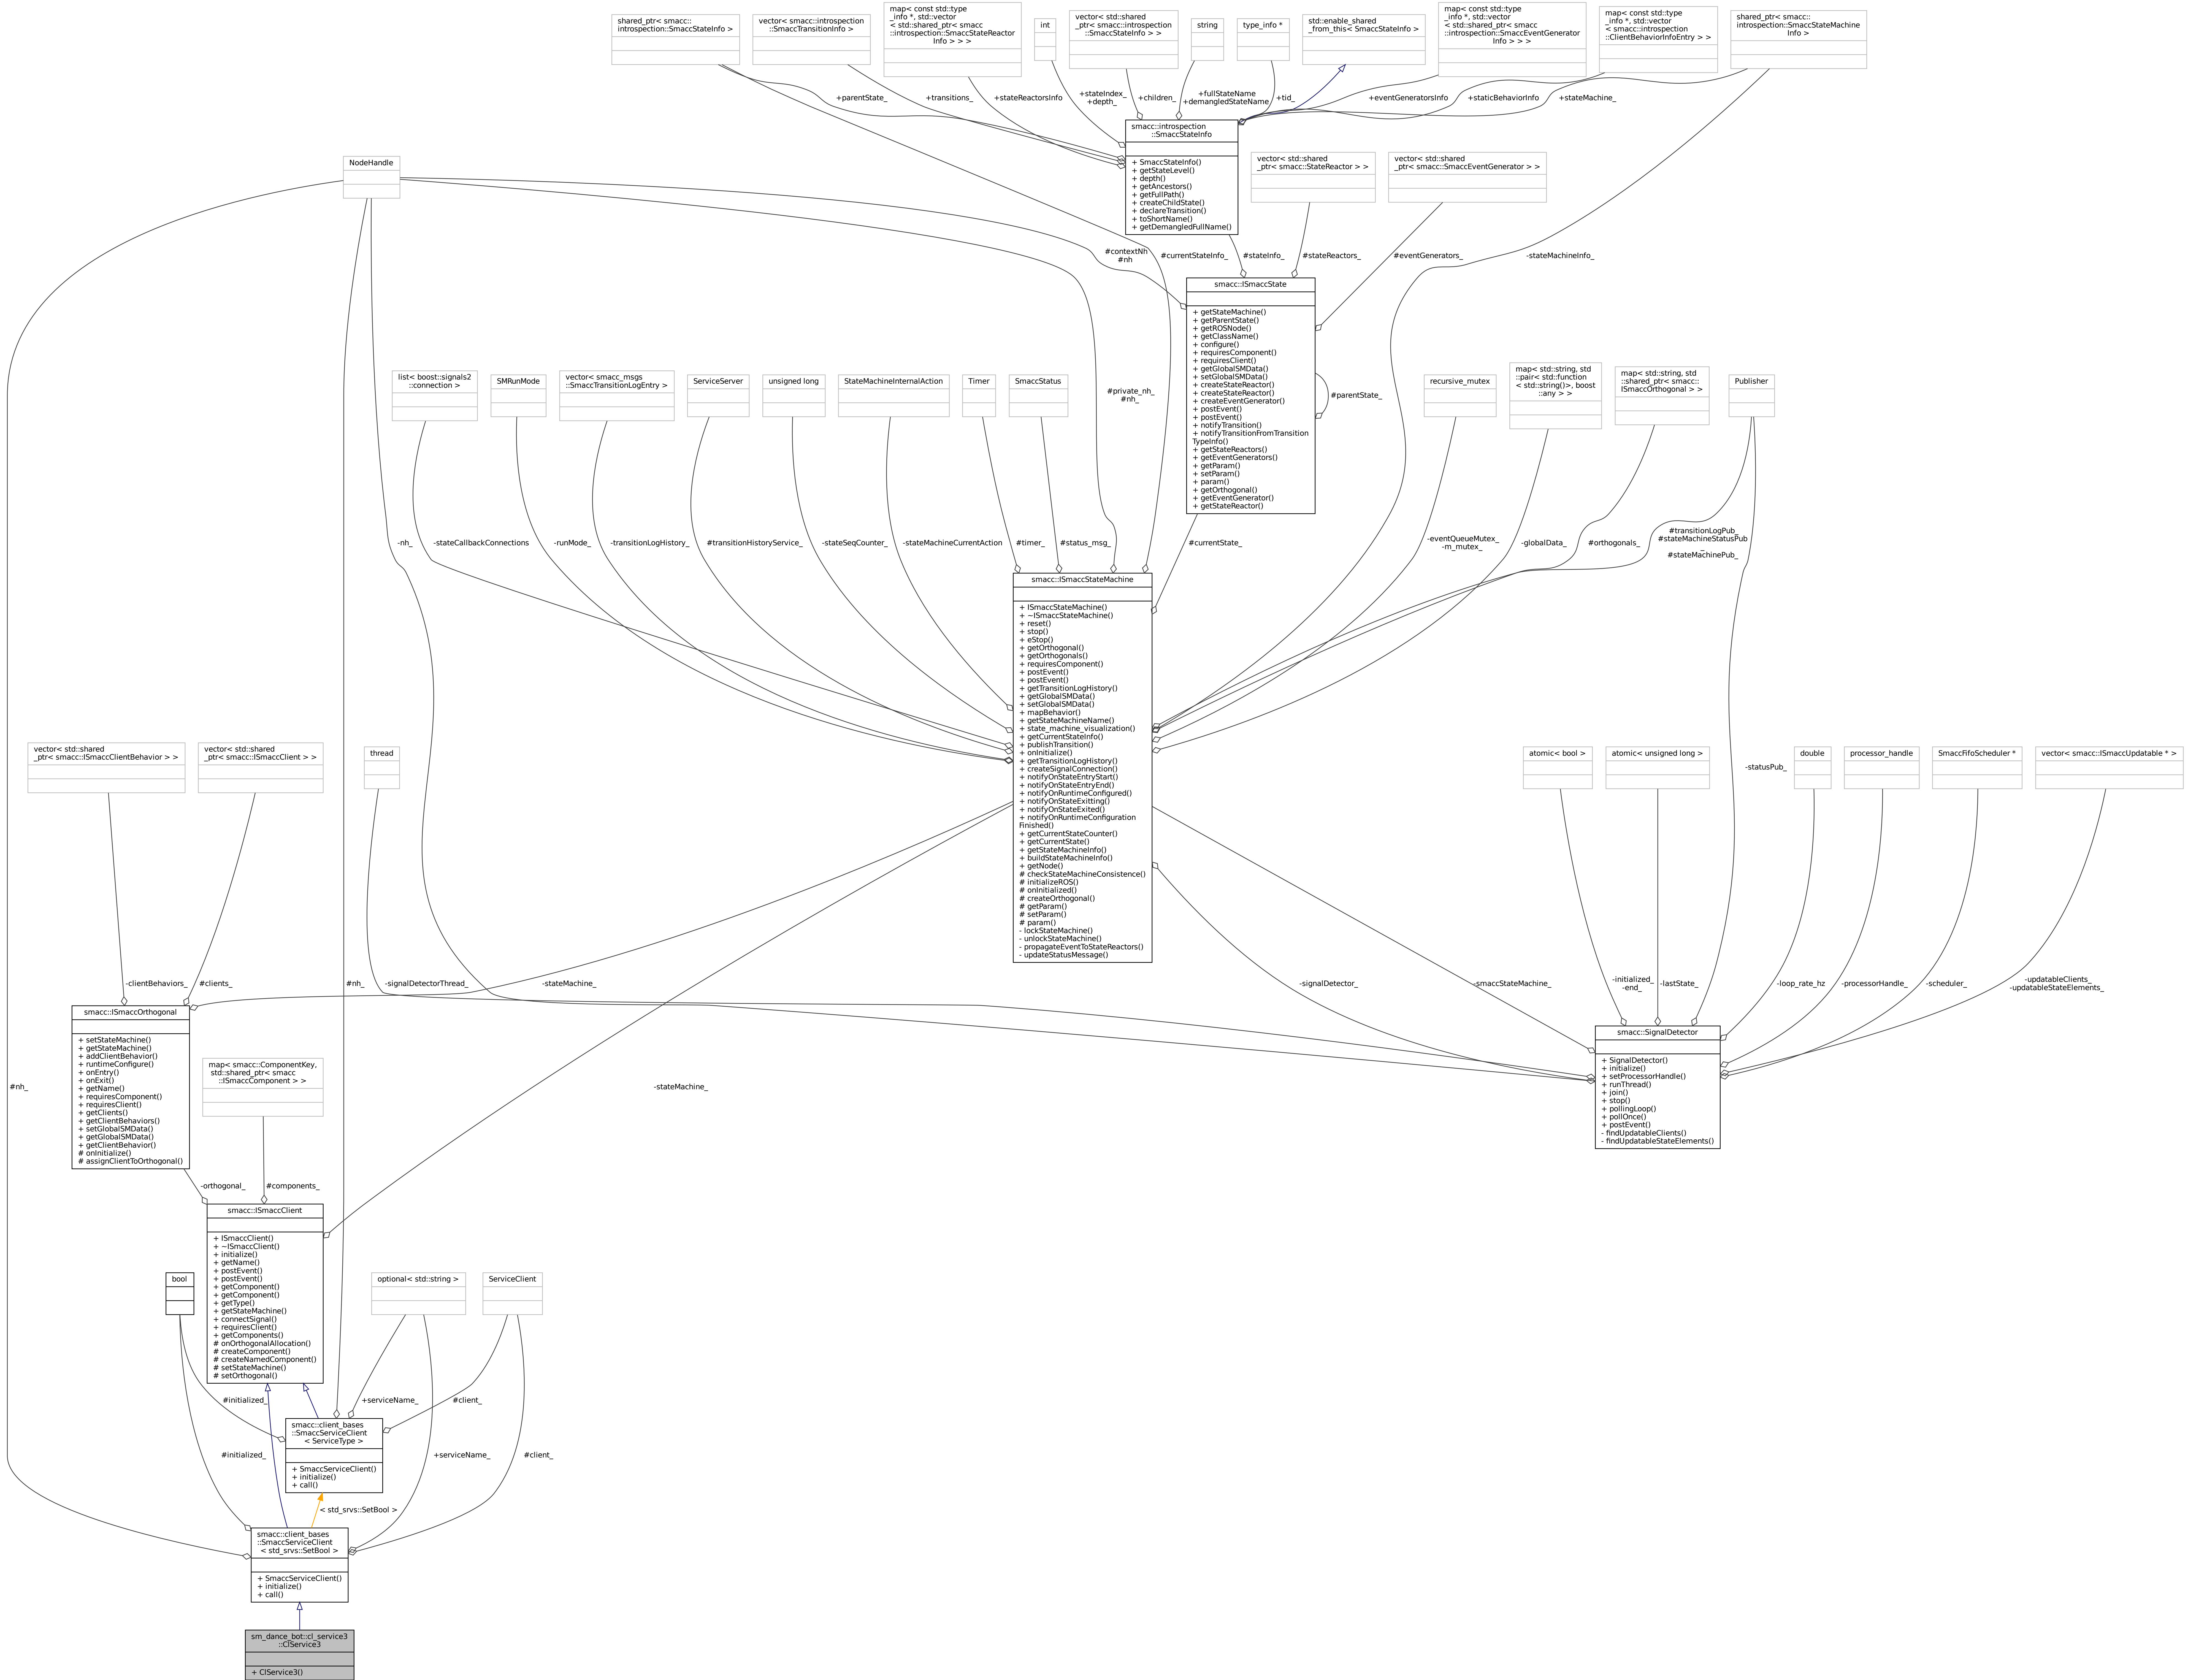 shared_ptr< smacc::
introspection::SmaccStateInfo >
vector< smacc::introspection
::SmaccTransitionInfo >
map< const std::type
_info *, std::vector
< std::shared_ptr< smacc
::introspection::SmaccStateReactor
Info > > >
int
vector< std::shared
_ptr< smacc::introspection
::SmaccStateInfo > >
string
type_info *
std::enable_shared
_from_this< SmaccStateInfo >
map< const std::type
_info *, std::vector
< std::shared_ptr< smacc
::introspection::SmaccEventGenerator
Info > > >
map< const std::type
_info *, std::vector
< smacc::introspection
::ClientBehaviorInfoEntry > >
shared_ptr< smacc::
introspection::SmaccStateMachine
Info >
+parentState_
+transitions_
+stateReactorsInfo
+stateIndex_
+depth_
+children_
+fullStateName
+demangledStateName
+tid_
+eventGeneratorsInfo
+staticBehaviorInfo
+stateMachine_
smacc::introspection
::SmaccStateInfo
+ SmaccStateInfo()
+ getStateLevel()
+ depth()
+ getAncestors()
+ getFullPath()
+ createChildState()
+ declareTransition()
+ toShortName()
+ getDemangledFullName()
vector< std::shared
_ptr< smacc::StateReactor > >
vector< std::shared
_ptr< smacc::SmaccEventGenerator > >
NodeHandle
#contextNh
#nh
#currentStateInfo_
#stateInfo_
#stateReactors_
#eventGenerators_
-stateMachineInfo_
smacc::ISmaccState
+ getStateMachine()
+ getParentState()
+ getROSNode()
+ getClassName()
+ configure()
+ requiresComponent()
+ requiresClient()
+ getGlobalSMData()
+ setGlobalSMData()
+ createStateReactor()
+ createStateReactor()
+ createEventGenerator()
+ postEvent()
+ postEvent()
+ notifyTransition()
+ notifyTransitionFromTransition
TypeInfo()
+ getStateReactors()
+ getEventGenerators()
+ getParam()
+ setParam()
+ param()
+ getOrthogonal()
+ getEventGenerator()
+ getStateReactor()
#parentState_
list< boost::signals2
::connection >
SMRunMode
vector< smacc_msgs
::SmaccTransitionLogEntry >
ServiceServer
unsigned long
StateMachineInternalAction
Timer
SmaccStatus
#private_nh_
#nh_
recursive_mutex
map< std::string, std
::pair< std::function
< std::string()>, boost
::any > >
map< std::string, std
::shared_ptr< smacc::
ISmaccOrthogonal > >
Publisher
-nh_
-stateCallbackConnections
-runMode_
-transitionLogHistory_
#transitionHistoryService_
-stateSeqCounter_
-stateMachineCurrentAction
#timer_
#status_msg_
#currentState_
-eventQueueMutex_
-m_mutex_
-globalData_
#orthogonals_
#transitionLogPub_
#stateMachineStatusPub
_
#stateMachinePub_
smacc::ISmaccStateMachine
+ ISmaccStateMachine()
+ ~ISmaccStateMachine()
+ reset()
+ stop()
+ eStop()
+ getOrthogonal()
+ getOrthogonals()
+ requiresComponent()
+ postEvent()
+ postEvent()
+ getTransitionLogHistory()
+ getGlobalSMData()
+ setGlobalSMData()
+ mapBehavior()
+ getStateMachineName()
+ state_machine_visualization()
+ getCurrentStateInfo()
+ publishTransition()
+ onInitialize()
+ getTransitionLogHistory()
+ createSignalConnection()
+ notifyOnStateEntryStart()
+ notifyOnStateEntryEnd()
+ notifyOnRuntimeConfigured()
+ notifyOnStateExitting()
+ notifyOnStateExited()
+ notifyOnRuntimeConfiguration
Finished()
+ getCurrentStateCounter()
+ getCurrentState()
+ getStateMachineInfo()
+ buildStateMachineInfo()
+ getNode()
# checkStateMachineConsistence()
# initializeROS()
# onInitialized()
# createOrthogonal()
# getParam()
# setParam()
# param()
- lockStateMachine()
- unlockStateMachine()
- propagateEventToStateReactors()
- updateStatusMessage()
vector< std::shared
_ptr< smacc::ISmaccClientBehavior > >
vector< std::shared
_ptr< smacc::ISmaccClient > >
thread
-statusPub_
atomic< bool >
atomic< unsigned long >
double
processor_handle
SmaccFifoScheduler *
vector< smacc::ISmaccUpdatable * >
-clientBehaviors_
#clients_
#nh_
-signalDetectorThread_
-stateMachine_
-signalDetector_
-smaccStateMachine_
-initialized_
-end_
-lastState_
-loop_rate_hz
-processorHandle_
-scheduler_
-updatableClients_
-updatableStateElements_
smacc::ISmaccOrthogonal
+ setStateMachine()
+ getStateMachine()
+ addClientBehavior()
+ runtimeConfigure()
+ onEntry()
+ onExit()
+ getName()
+ requiresComponent()
+ requiresClient()
+ getClients()
+ getClientBehaviors()
+ setGlobalSMData()
+ getGlobalSMData()
+ getClientBehavior()
# onInitialize()
# assignClientToOrthogonal()
smacc::SignalDetector
+ SignalDetector()
+ initialize()
+ setProcessorHandle()
+ runThread()
+ join()
+ stop()
+ pollingLoop()
+ pollOnce()
+ postEvent()
- findUpdatableClients()
- findUpdatableStateElements()
map< smacc::ComponentKey,
std::shared_ptr< smacc
::ISmaccComponent > >
#nh_
-stateMachine_
-orthogonal_
#components_
smacc::ISmaccClient
+ ISmaccClient()
+ ~ISmaccClient()
+ initialize()
+ getName()
+ postEvent()
+ postEvent()
+ getComponent()
+ getComponent()
+ getType()
+ getStateMachine()
+ connectSignal()
+ requiresClient()
+ getComponents()
# onOrthogonalAllocation()
# createComponent()
# createNamedComponent()
# setStateMachine()
# setOrthogonal()
bool
optional< std::string >
ServiceClient
#initialized_
+serviceName_
#client_
smacc::client_bases
::SmaccServiceClient
< ServiceType >
+ SmaccServiceClient()
+ initialize()
+ call()
#initialized_
+serviceName_
#client_
< std_srvs::SetBool >
smacc::client_bases
::SmaccServiceClient
< std_srvs::SetBool >
+ SmaccServiceClient()
+ initialize()
+ call()
sm_dance_bot::cl_service3
::ClService3
+ ClService3()